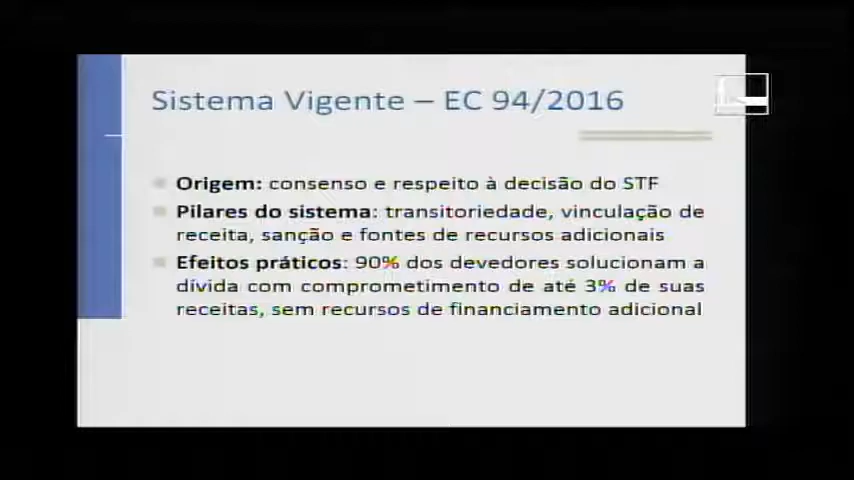 Sistema Vigente – EC 94/2016
Origem: consenso e respeito à decisão do STF
Pilares do sistema: transitoriedade, vinculação de
receita, sanção e fontes de recursos adicionais
Efeitos práticos: 90% dos devedores solucionam a
dívida com comprometimento de até 3% de suas
receitas, sem recursos de financiamento adicional